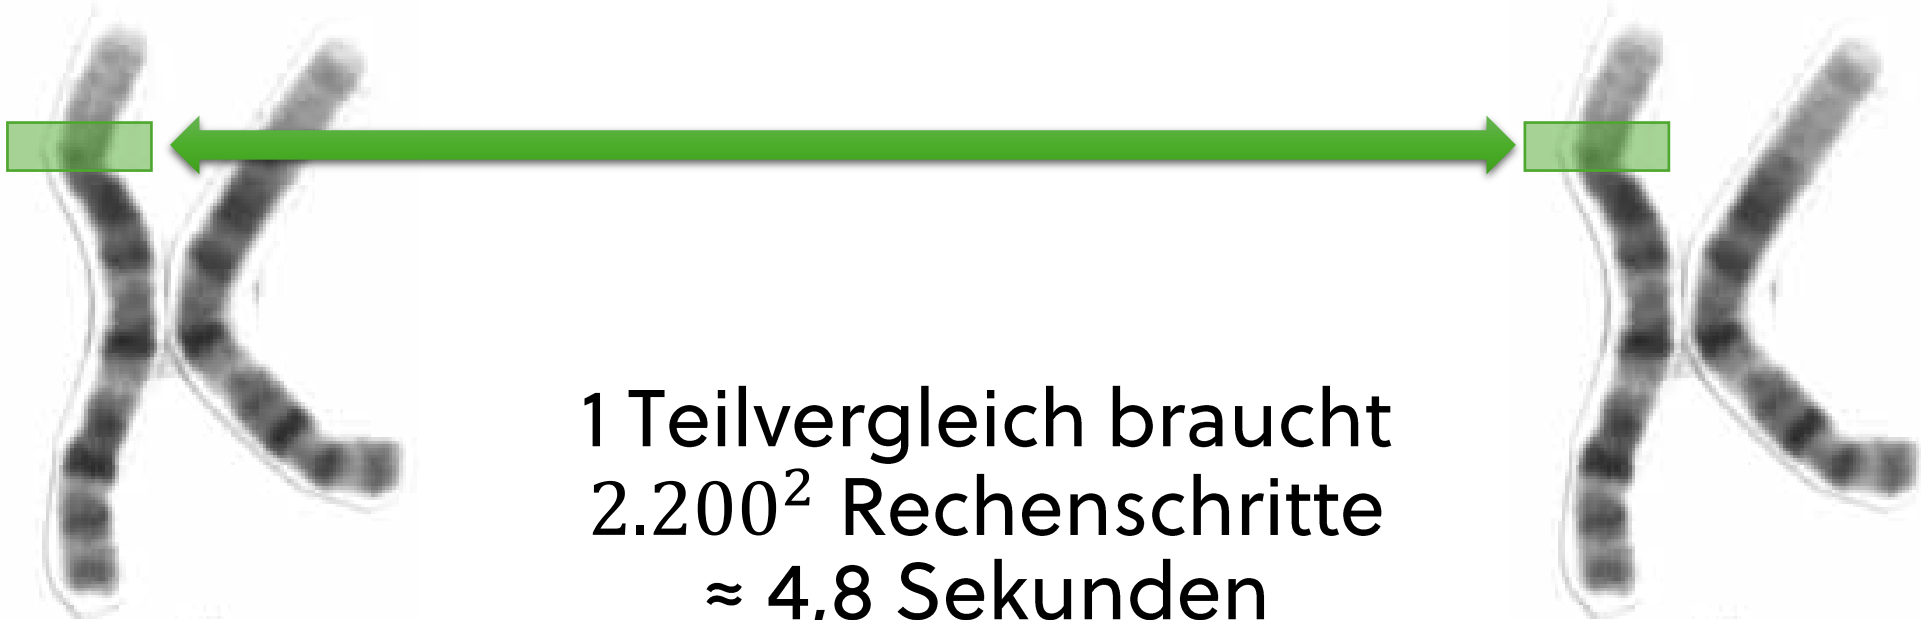 1 Teilvergleich braucht
2.200² Rechenschritte
≈ 4,8 Sekunden